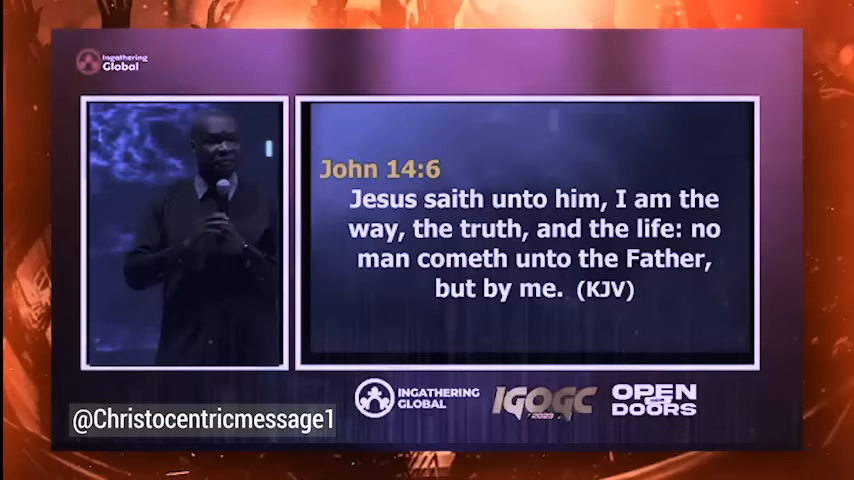 Ingathering
Global
John 14:6
Jesus saith unto him, I am the
way, the truth, and the life: no
man cometh unto the Father,
but by me. (KJV)
INGATHERING
GLOBAL
IGOGC
2023
OPEN
DOORS
@Christocentricmessage1